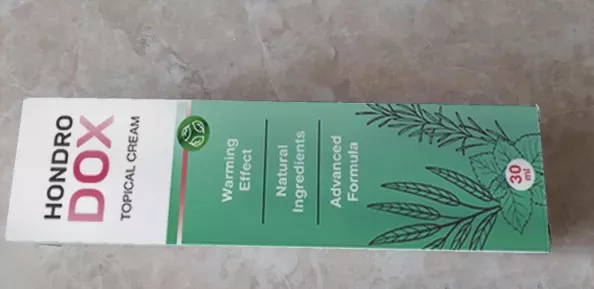 HONDRO
DOX
TOPICAL CREAM
Warming
Effect
Natural
Ingredients
Advanced
Formula
30
ml